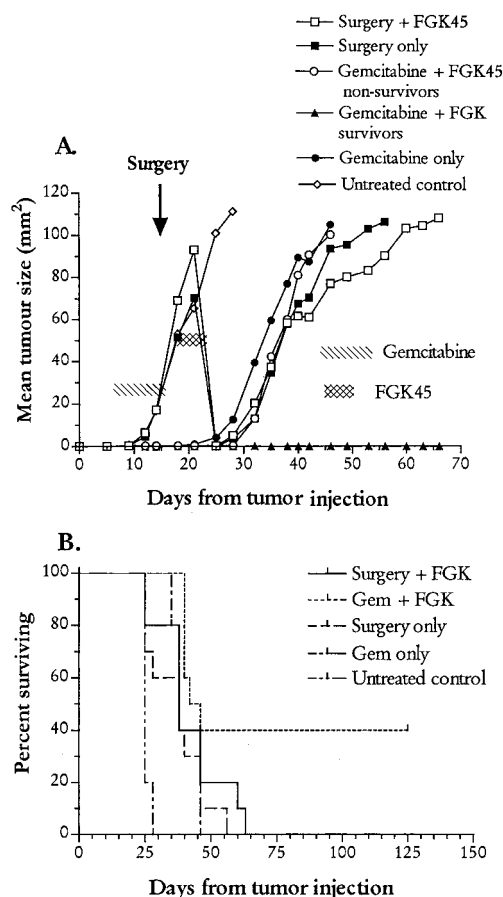 Surgery + FGK45
Surgery only
Gemcitabine + FGK45
non-survivors
Gemcitabine + FGK
survivors
Gemcitabine only
Untreated control
A.
Surgery
Mean tumour size (mm²)
120
100
80
60
40
20
0
Gemcitabine
FGK45
0 10 20 30 40 50 60 70
Days from tumor injection
B.
Surgery + FGK
Gem + FGK
Surgery only
Gem only
Untreated control
Percent surviving
100
80
60
40
20
0
0 25 50 75 100 125 150
Days from tumor injection